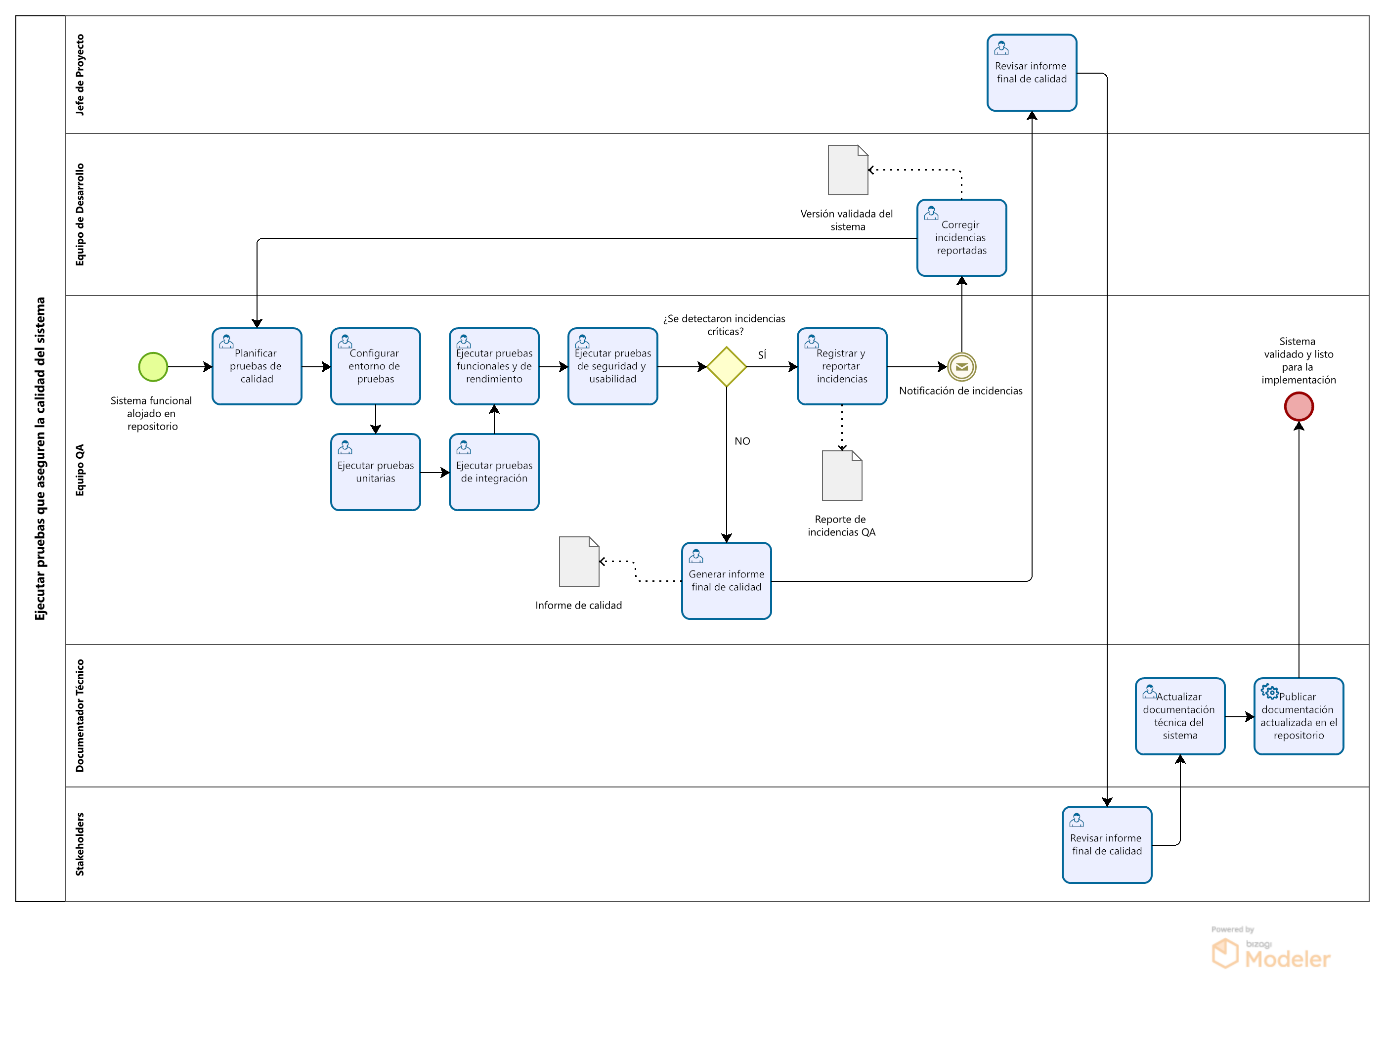 Ejecutar pruebas que aseguren la calidad del sistema
Jefe de Proyecto
Revisar informe
final de calidad
Equipo de Desarrollo
Versión validada del
sistema
Corregir
incidencias
reportadas
Equipo QA
Sistema funcional
alojado en
repositorio
Planificar
pruebas de
calidad
Configurar
entorno de
pruebas
Ejecutar pruebas
unitarias
Ejecutar pruebas
de integración
Ejecutar pruebas
funcionales y de
rendimiento
Ejecutar pruebas
de seguridad y
usabilidad
¿Se detectaron incidencias
críticas?
SÍ
NO
Registrar y
reportar
incidencias
Notificación de incidencias
Reporte de
incidencias QA
Generar informe
final de calidad
Informe de calidad
Sistema
validado y listo
para la
implementación
Documentador Técnico
Actualizar
documentación
técnica del
sistema
Publicar
documentación
actualizada en el
repositorio
Stakeholders
Revisar informe
final de calidad
Powered by
bizagi
Modeler